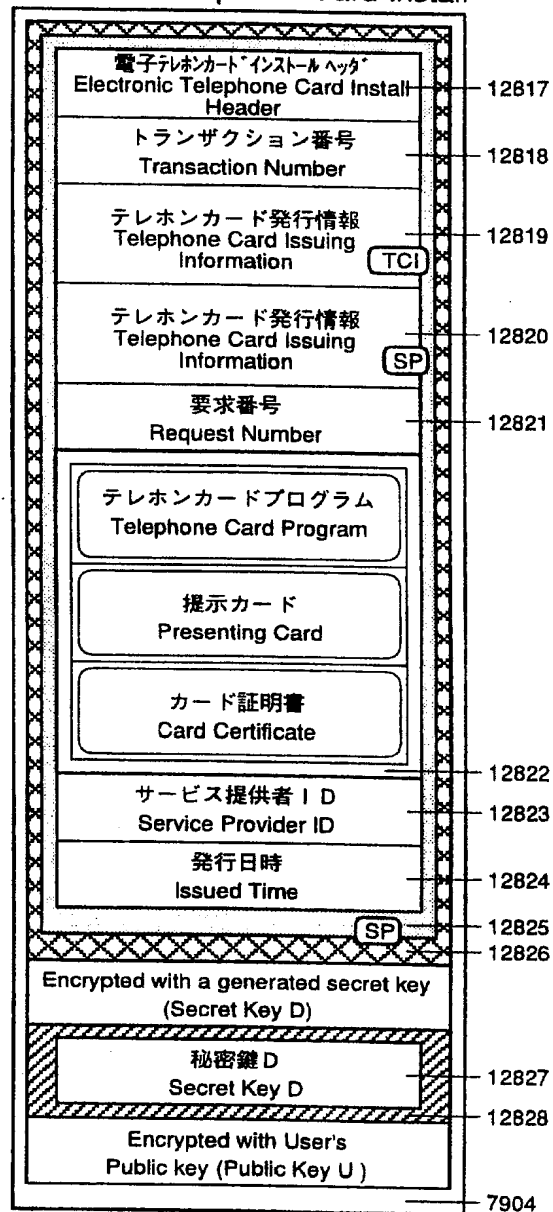 電子テレホンカード インストール ヘッダ
Electronic Telephone Card Install
Header
12817
トランザクション番号
Transaction Number
12818
テレホンカード発行情報
Telephone Card Issuing
Information
TCI
12819
テレホンカード発行情報
Telephone Card Issuing
Information
SP
12820
要求番号
Request Number
12821
テレホンカードプログラム
Telephone Card Program
提示カード
Presenting Card
カード証明書
Card Certificate
12822
サービス提供者ID
Service Provider ID
12823
発行日時
Issued Time
12824
SP
12825
12826
Encrypted with a generated secret key
(Secret Key D)
秘密鍵D
Secret Key D
12827
12828
Encrypted with User's
Public key (Public Key U )
7904